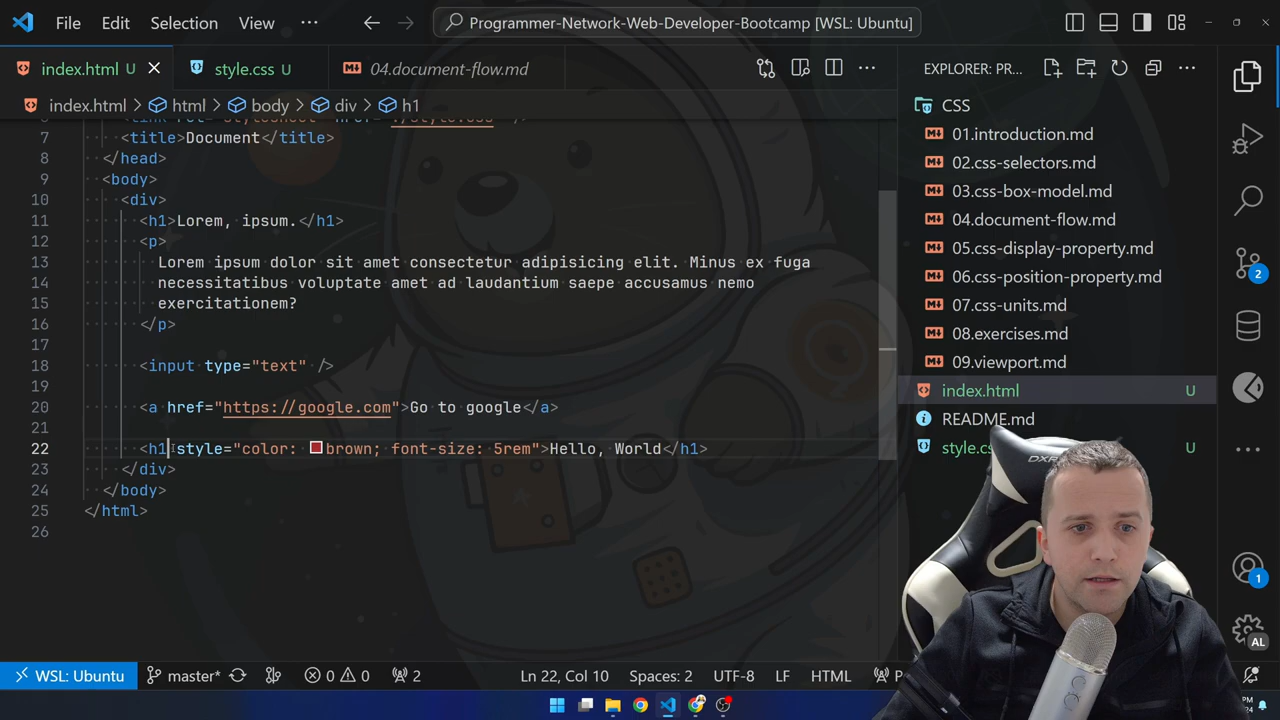 File Edit Selection View ··· Programmer-Network-Web-Developer-Bootcamp [WSL: Ubuntu]
index.html U style.css U 04.document-flow.md
EXPLORER: PR...
index.html > html > body > div > h1
7 <title>Document</title>
8 </head>
9 <body>
10 <div>
11 <h1>Lorem, ipsum.</h1>
12 <p>
13 Lorem ipsum dolor sit amet consectetur adipisicing elit. Minus ex fuga
14 necessitatibus voluptate amet ad laudantium saepe accusamus nemo
15 exercitationem?
16 </p>
17
18 <input type="text" />
19
20 <a href="https://google.com">Go to google</a>
21
22 <h1 style="color: brown; font-size: 5rem">Hello, World</h1>
23 </div>
24 </body>
25 </html>
26
CSS
01.introduction.md
02.css-selectors.md
03.css-box-model.md
04.document-flow.md
05.css-display-property.md
06.css-position-property.md
07.css-units.md
08.exercises.md
09.viewport.md
index.html U
README.md
style.cs U
2
1
AL
WSL: Ubuntu master* 0 0 2 Ln 22, Col 10 Spaces: 2 UTF-8 LF HTML P